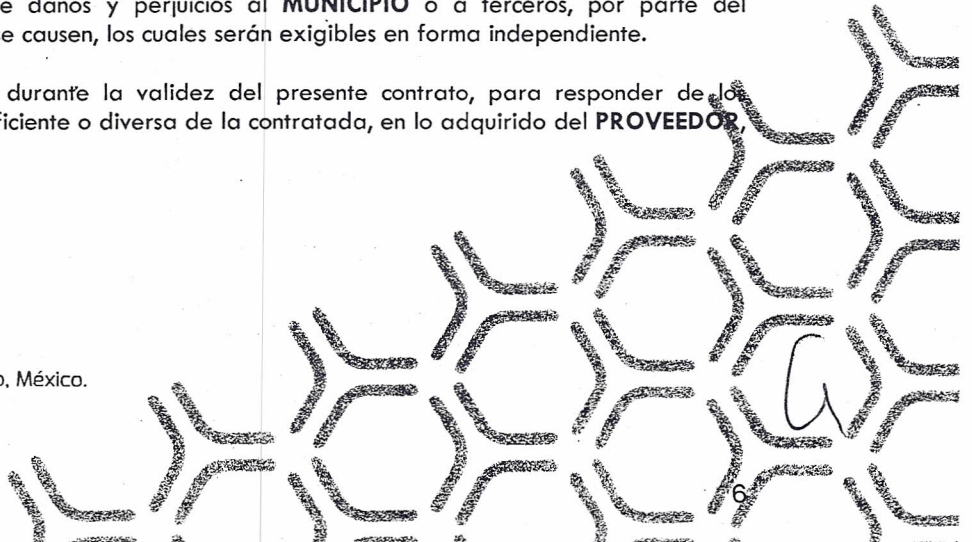 e daños y perjuicios al MUNICIPIO o a terceros, por parte del
se causen, los cuales serán exigibles en forma independiente.
durante la validez del presente contrato, para responder de los
ficiente o diversa de la contratada, en lo adquirido del PROVEEDOR,
o, México.
6